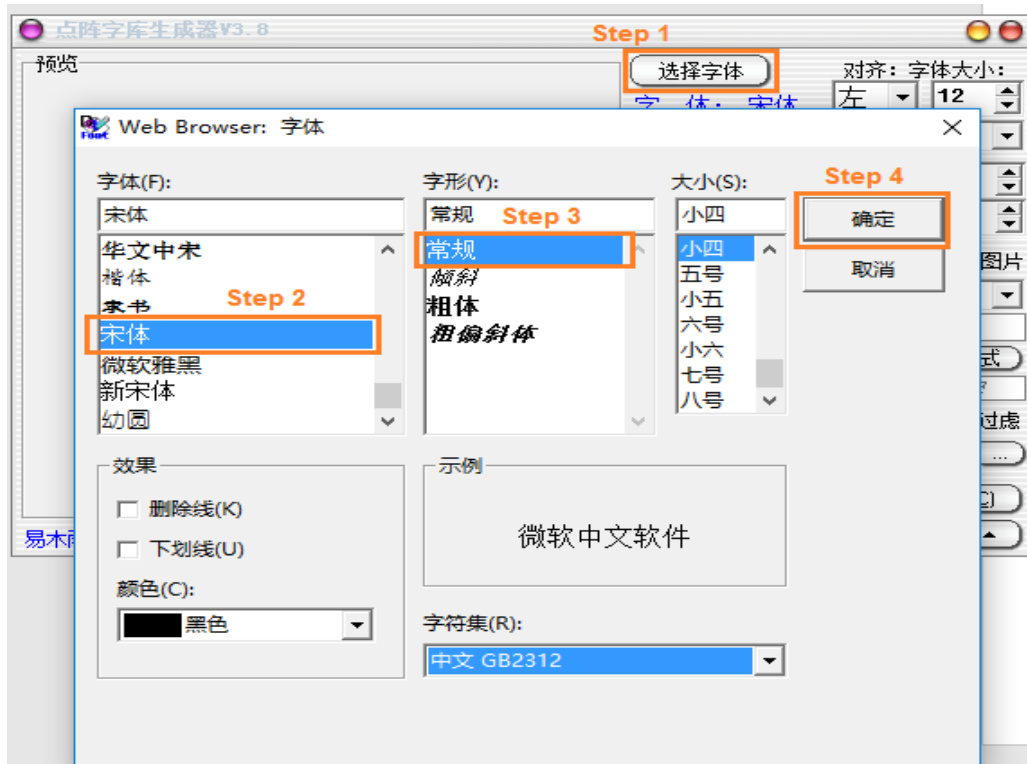 点阵字库生成器V3.8
Step 1
预览
选择字体
对齐：字体大小：
字 体：宋体
左
12
Web Browser: 字体
字体(F):
字形(Y):
大小(S):
Step 4
宋体
常规
Step 3
小四
确定
华文中宋
楷体
隶书
Step 2
宋体
微软雅黑
新宋体
幼圆
常规
倾斜
粗体
粗偏斜体
小四
五号
小五
六号
小六
七号
八号
取消
图片
式
过虑
...
效果
删除线(K)
下划线(U)
颜色(C):
黑色
示例
微软中文软件
字符集(R):
中文 GB2312
易木